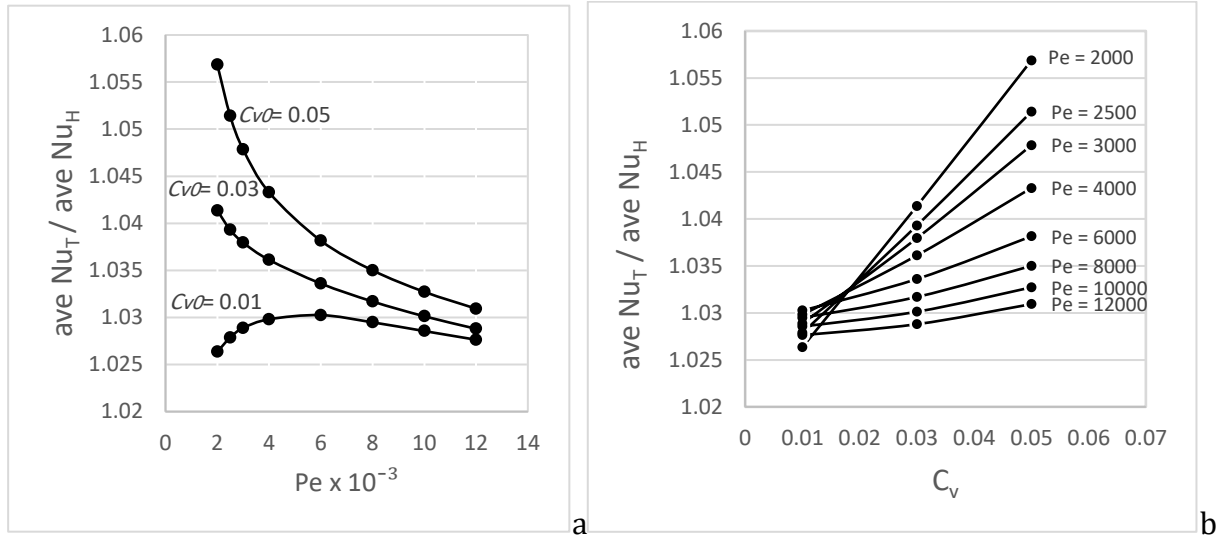 1.06
1.055
1.05
1.045
1.04
1.035
1.03
1.025
1.02
0 2 4 6 8 10 12 14
ave Nu_T / ave Nu_H
Pe x 10⁻³
Cv0= 0.05
Cv0= 0.03
Cv0= 0.01
a
1.06
1.055
1.05
1.045
1.04
1.035
1.03
1.025
1.02
0 0.01 0.02 0.03 0.04 0.05 0.06 0.07
ave Nu_T / ave Nu_H
C_v
Pe = 2000
Pe = 2500
Pe = 3000
Pe = 4000
Pe = 6000
Pe = 8000
Pe = 10000
Pe = 12000
b